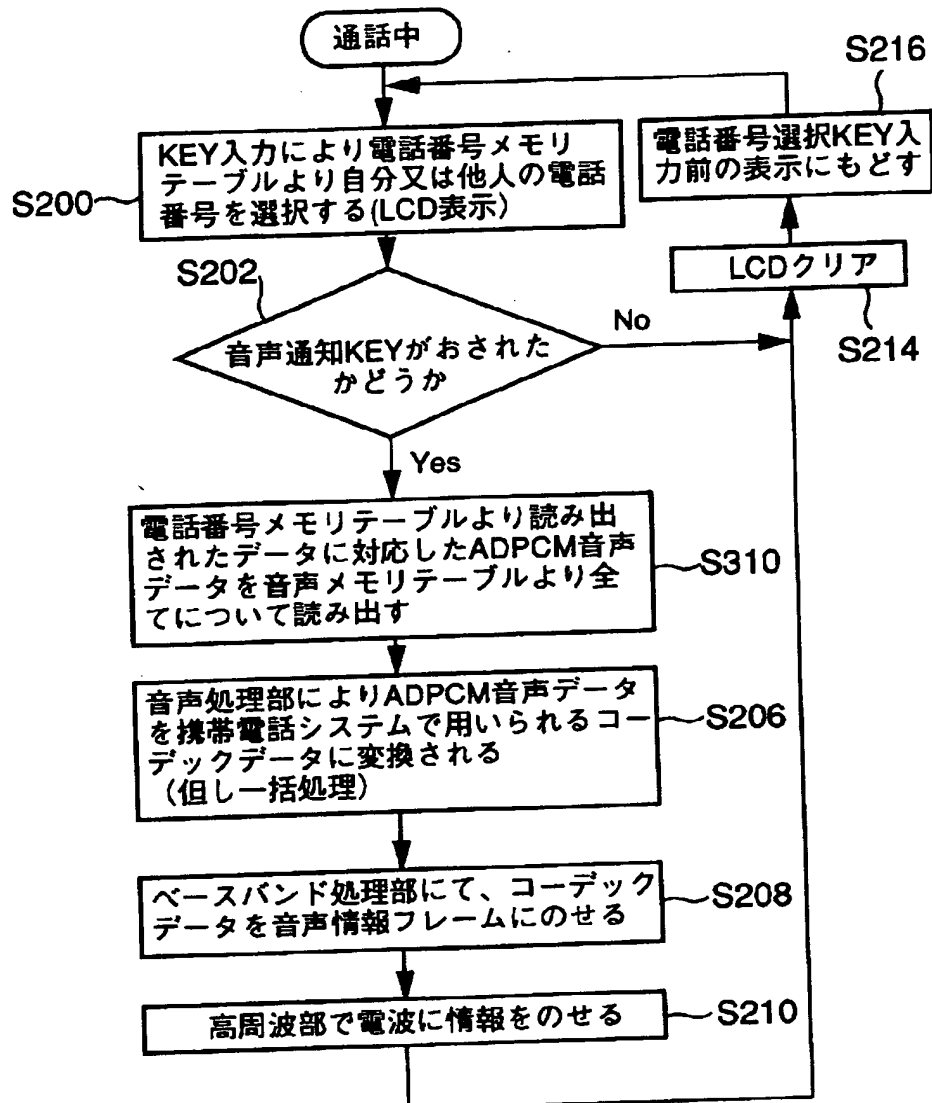 通話中
S216
電話番号選択KEY入
力前の表示にもどす
KEY入力により電話番号メモリ
テーブルより自分又は他人の電話
番号を選択する(LCD表示)
S200
LCDクリア
S214
S202
音声通知KEYがおされた
かどうか
No
Yes
電話番号メモリテーブルより読み出
されたデータに対応したADPCM音声
データを音声メモリテーブルより全
てについて読み出す
S310
音声処理部によりADPCM音声データ
を携帯電話システムで用いられるコー
デックデータに変換される
(但し一括処理)
S206
ベースバンド処理部にて、コーデック
データを音声情報フレームにのせる
S208
高周波部で電波に情報をのせる
S210